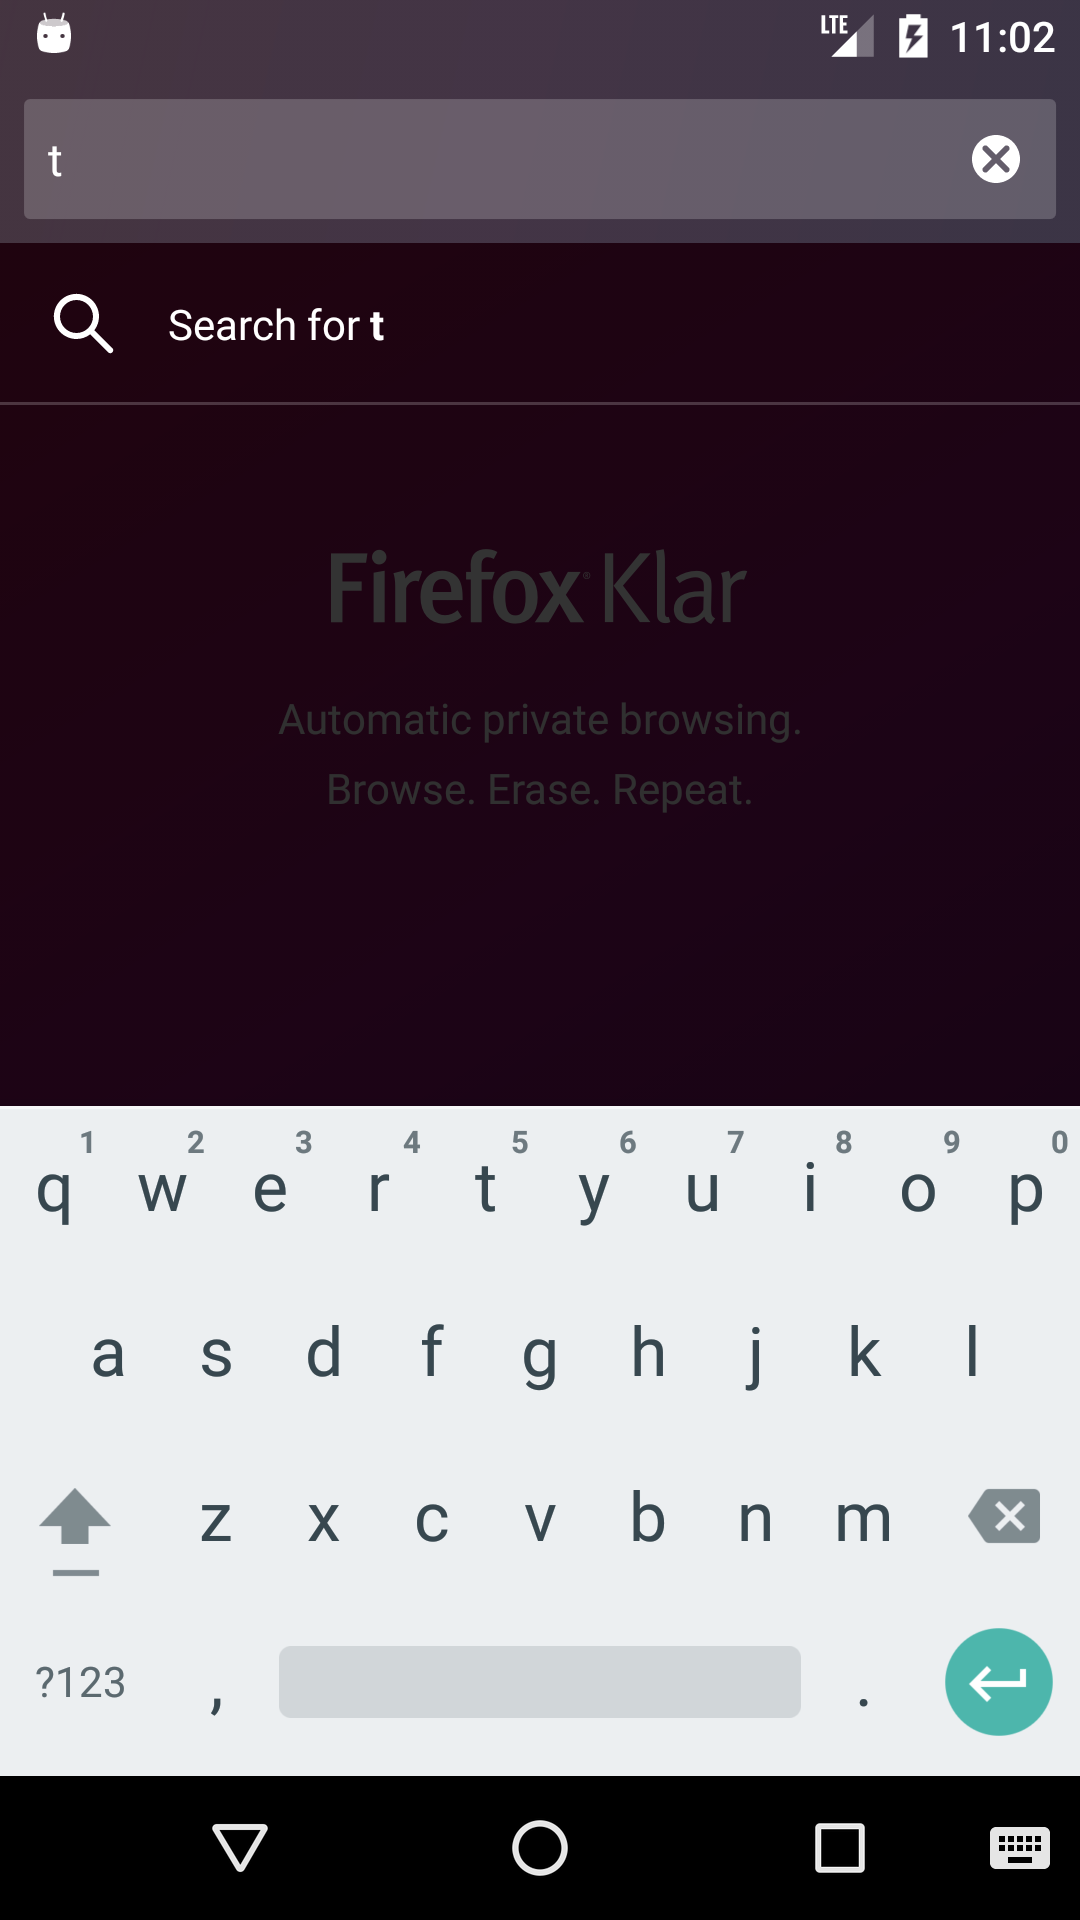 LTE 11:02
t
Search for t
Firefox Klar
Automatic private browsing.
Browse. Erase. Repeat.
1 2 3 4 5 6 7 8 9 0
q w e r t y u i o p
a s d f g h j k l
z x c v b n m
?123 , .